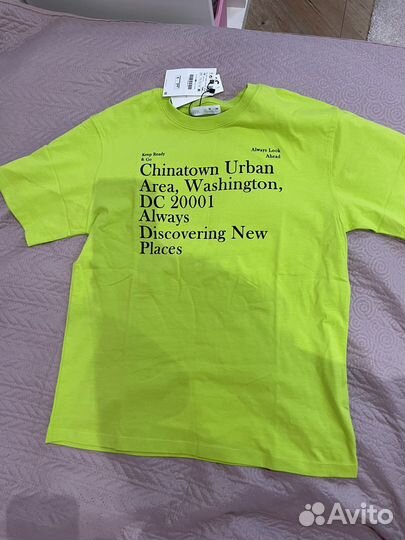 Keep Ready
& Go
Always Look
Ahead
Chinatown Urban
Area, Washington,
DC 20001
Always
Discovering New
Places
Avito